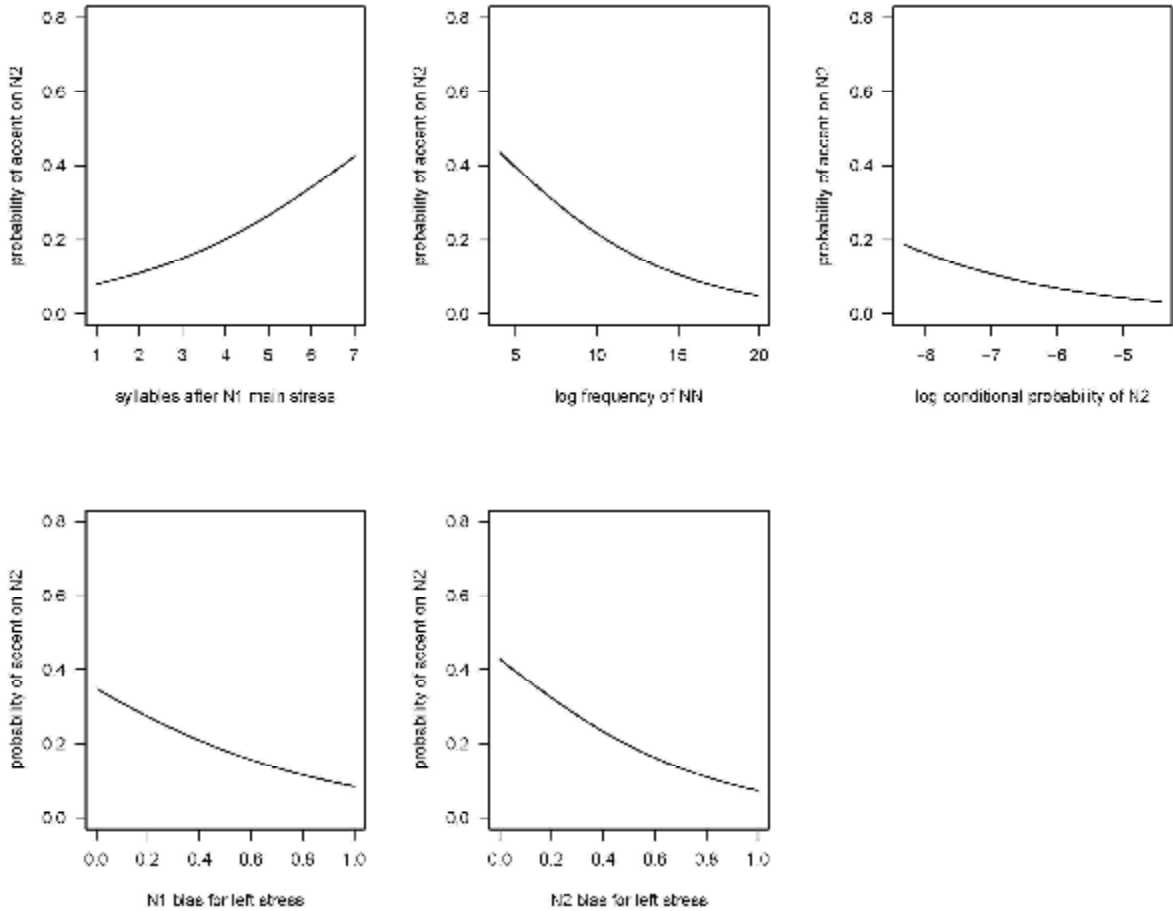 0.8
0.6
0.4
0.2
0.0
probability of accent on N2
1 2 3 4 5 6 7
syllables after N1 main stress
0.8
0.6
0.4
0.2
0.0
probability of accent on N2
5 10 15 20
log frequency of NN
0.8
0.6
0.4
0.2
0.0
probability of accent on N2
-8 -7 -6 -5
log conditional probability of N2
0.8
0.6
0.4
0.2
0.0
probability of accent on N2
0.0 0.2 0.4 0.6 0.8 1.0
N1 bias for left stress
0.8
0.6
0.4
0.2
0.0
probability of accent on N2
0.0 0.2 0.4 0.6 0.8 1.0
N2 bias for left stress